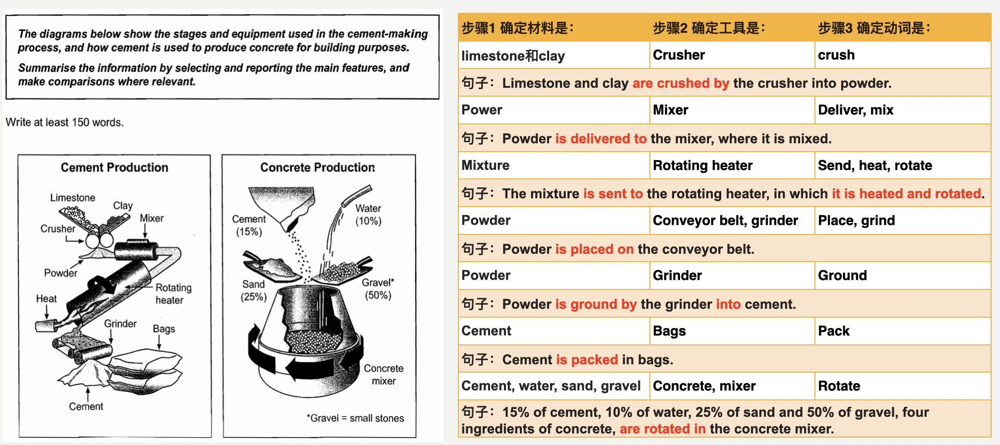 The diagrams below show the stages and equipment used in the cement-making
process, and how cement is used to produce concrete for building purposes.
Summarise the information by selecting and reporting the main features, and
make comparisons where relevant.
Write at least 150 words.
Cement Production
Limestone
Clay
Mixer
Crusher
Powder
Rotating
heater
Heat
Grinder
Bags
Cement
Concrete Production
Water
(10%)
Cement
(15%)
Sand
(25%)
Gravel*
(50%)
Concrete
mixer
*Gravel = small stones
步骤1 确定材料是： 步骤2 确定工具是： 步骤3 确定动词是：
limestone和clay Crusher crush
句子：Limestone and clay are crushed by the crusher into powder.
Power Mixer Deliver, mix
句子：Powder is delivered to the mixer, where it is mixed.
Mixture Rotating heater Send, heat, rotate
句子：The mixture is sent to the rotating heater, in which it is heated and rotated.
Powder Conveyor belt, grinder Place, grind
句子：Powder is placed on the conveyor belt.
Powder Grinder Ground
句子：Powder is ground by the grinder into cement.
Cement Bags Pack
句子：Cement is packed in bags.
Cement, water, sand, gravel Concrete, mixer Rotate
句子：15% of cement, 10% of water, 25% of sand and 50% of gravel, four
ingredients of concrete, are rotated in the concrete mixer.